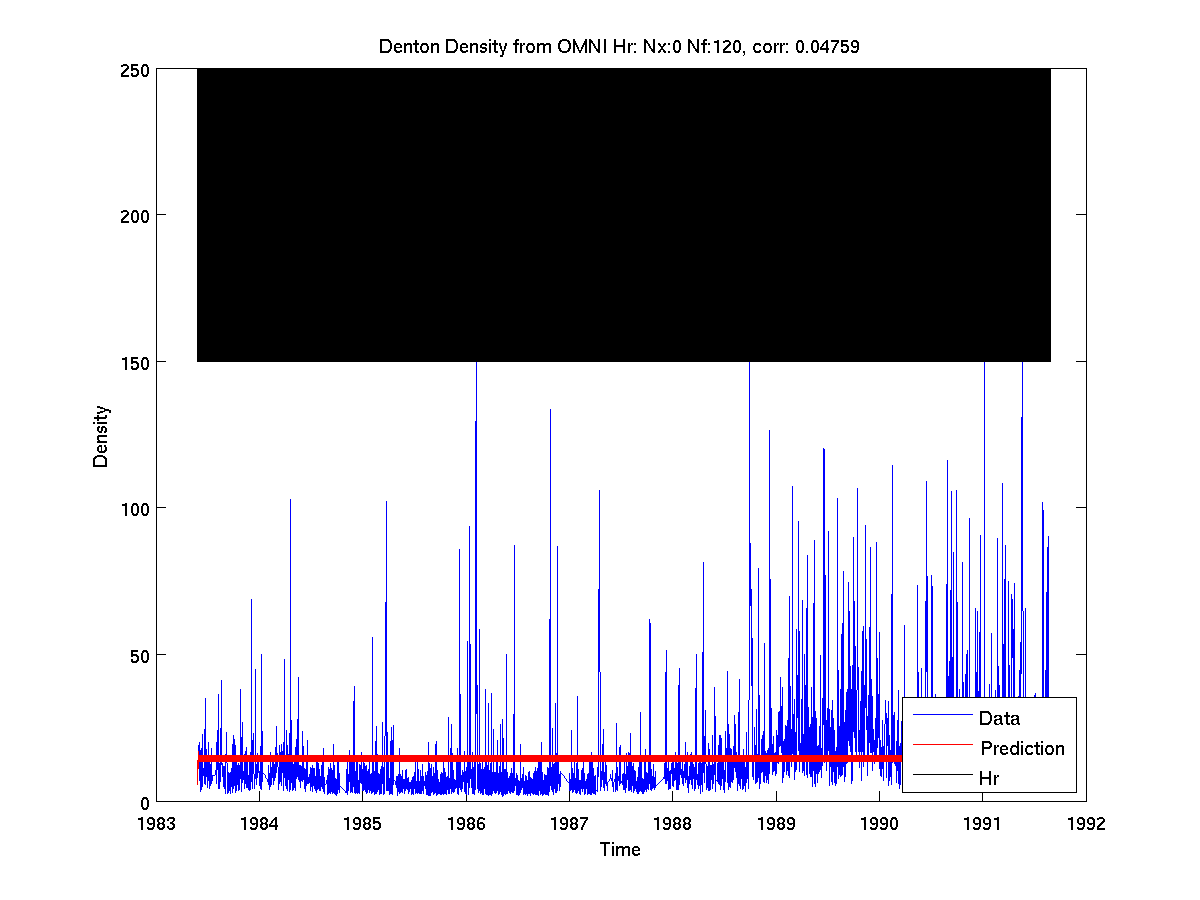 Denton Density from OMNI Hr: Nx:0 Nf:120, corr: 0.04759
250
200
150
100
50
0
Density
1983 1984 1985 1986 1987 1988 1989 1990 1991 1992
Time
Data
Prediction
Hr